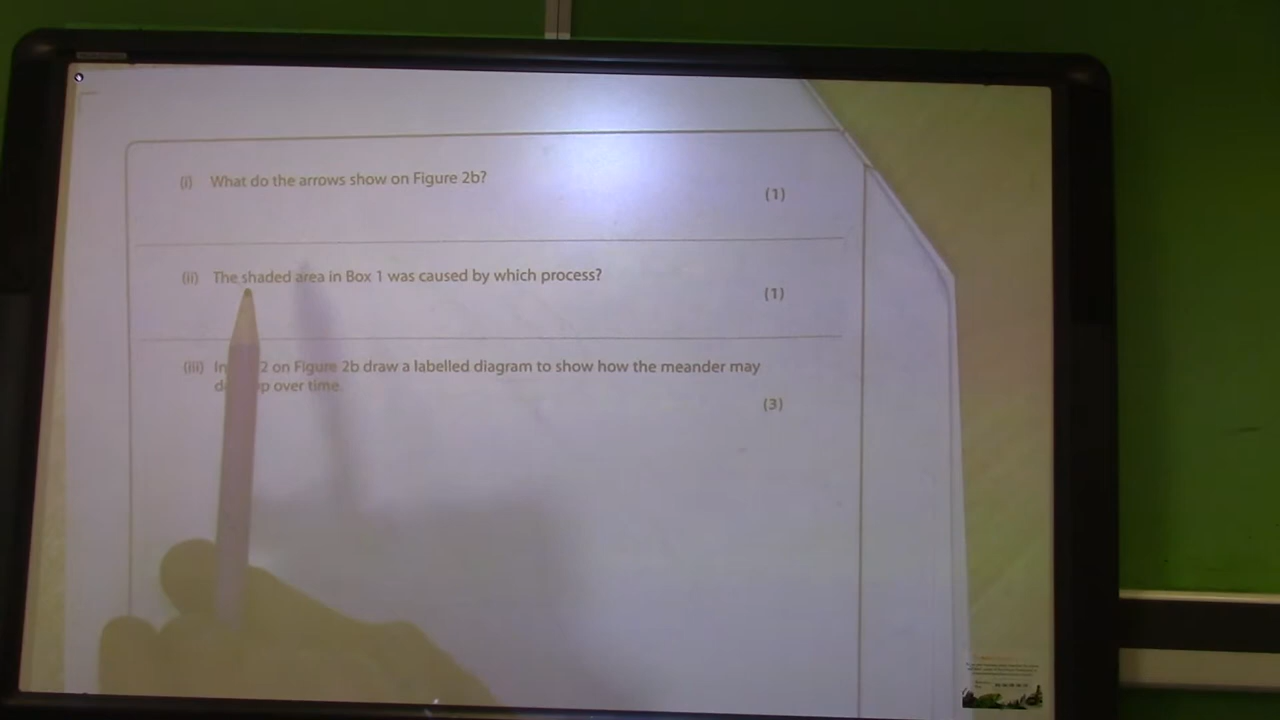 (i) What do the arrows show on Figure 2b?
(1)
(ii) The shaded area in Box 1 was caused by which process?
(1)
(iii) In 2 on Figure 2b draw a labelled diagram to show how the meander may
over time.
(3)